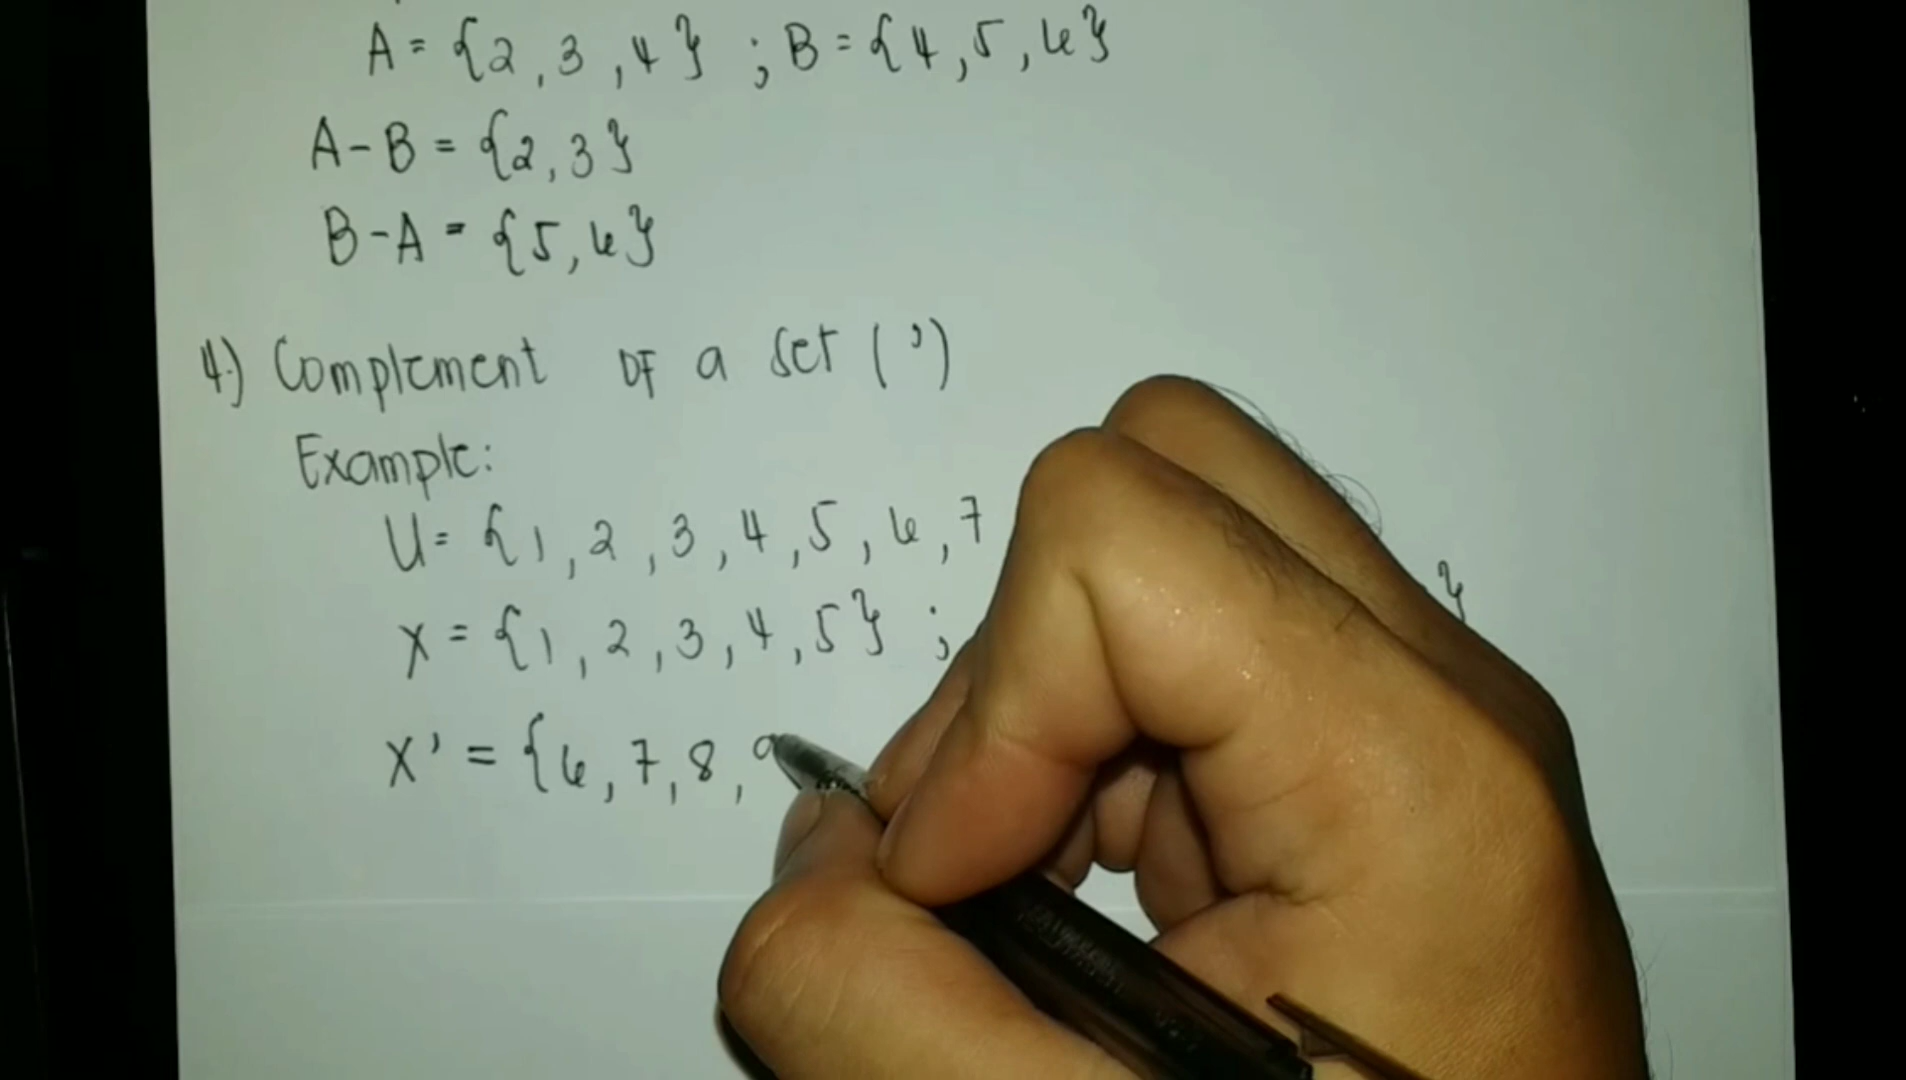 A = {2, 3, 4} ; B = {4, 5, 6}
A - B = {2, 3}
B - A = {5, 6}
4.) Complement of a set ( ' )
Example:
U = {1, 2, 3, 4, 5, 6, 7
X = {1, 2, 3, 4, 5} ; }
X' = {6, 7, 8, 9